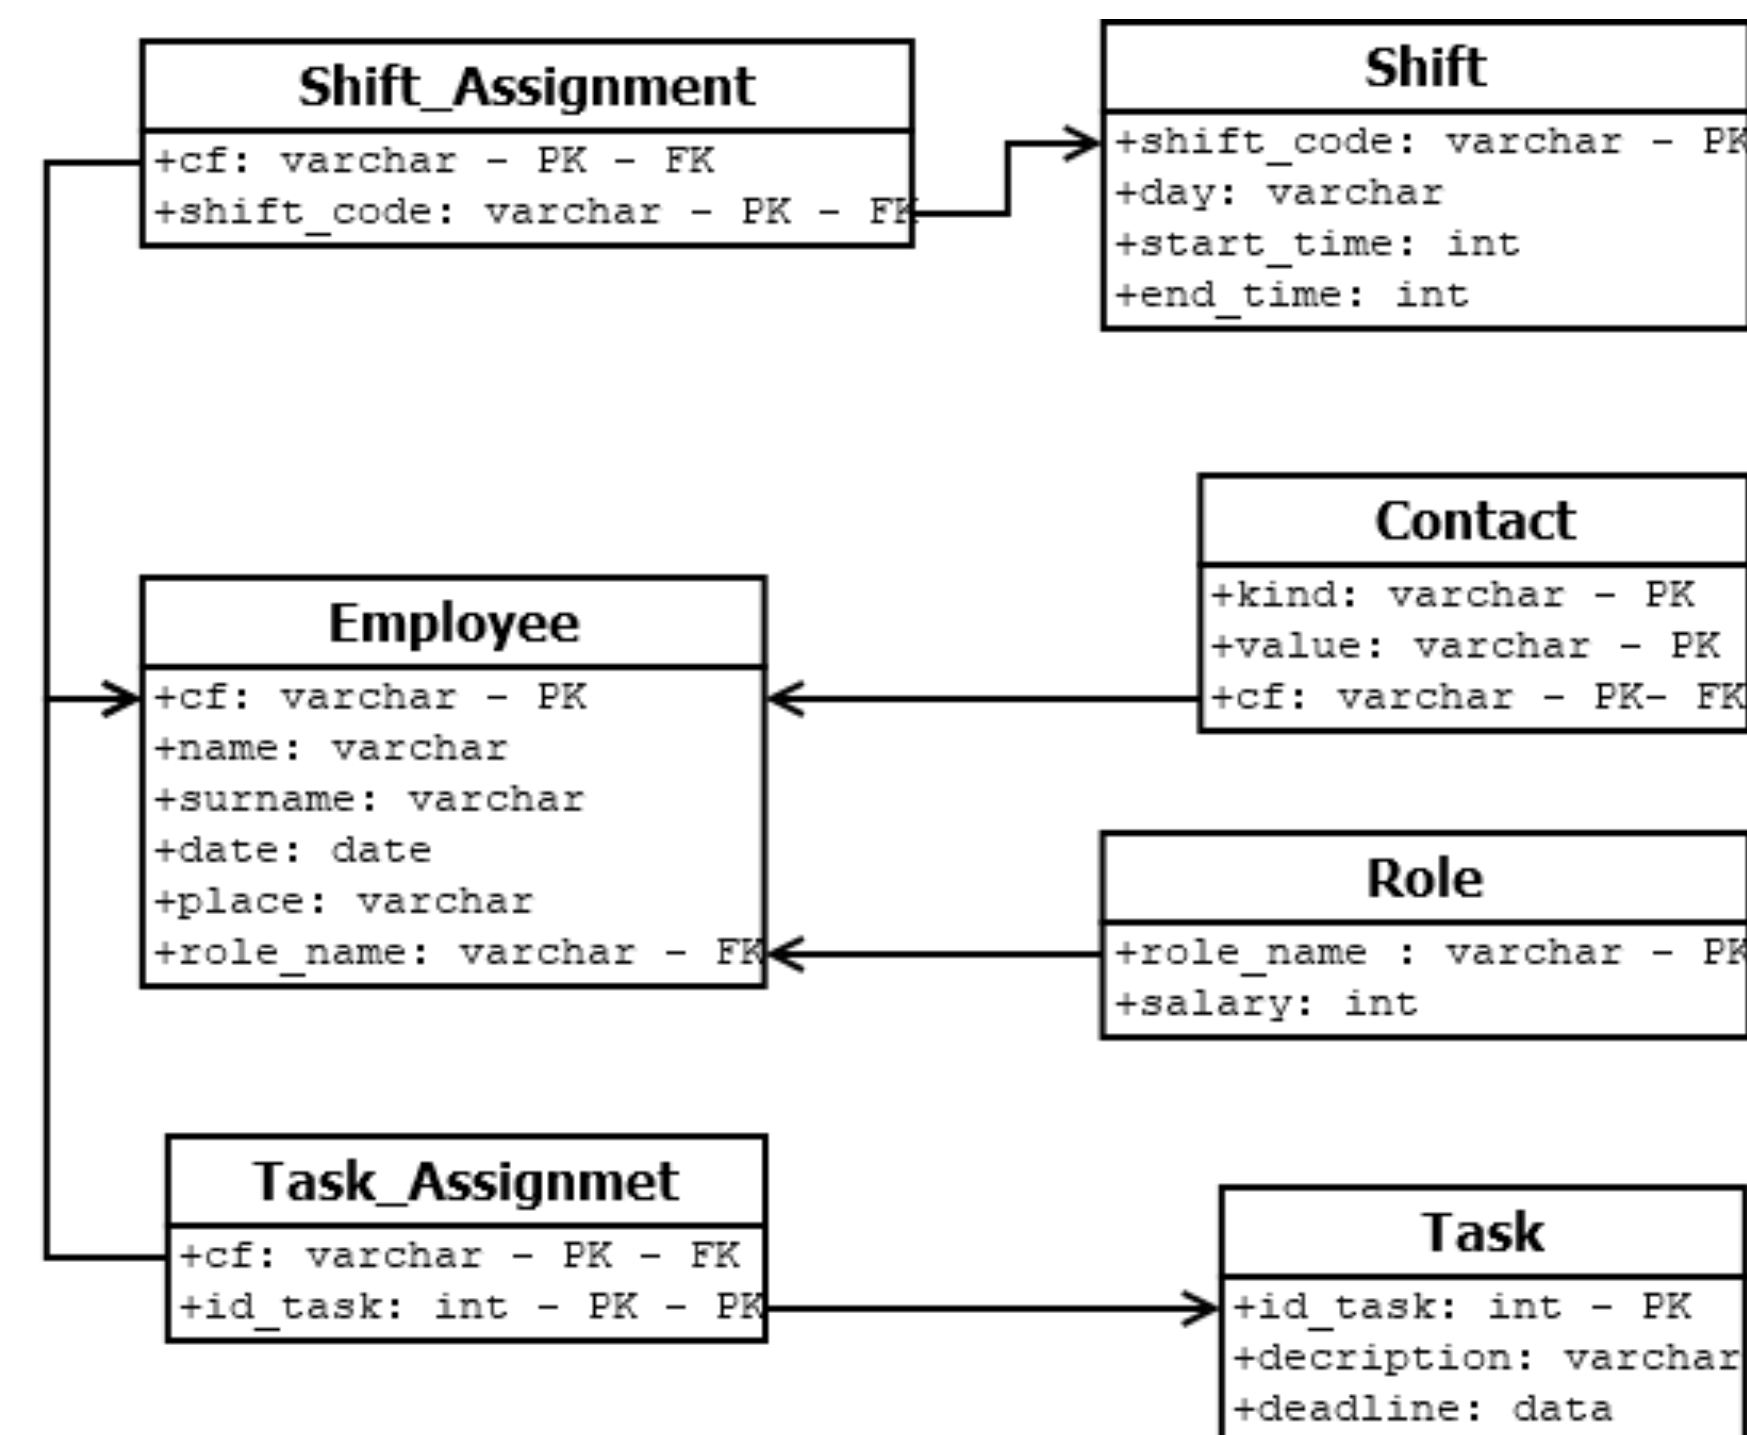 Shift_Assignment
+cf: varchar - PK - FK
+shift_code: varchar - PK - FK
Shift
+shift_code: varchar - PK
+day: varchar
+start_time: int
+end_time: int
Contact
+kind: varchar - PK
+value: varchar - PK
+cf: varchar - PK- FK
Employee
+cf: varchar - PK
+name: varchar
+surname: varchar
+date: date
+place: varchar
+role_name: varchar - FK
Role
+role_name : varchar - PK
+salary: int
Task_Assignmet
+cf: varchar - PK - FK
+id_task: int - PK - PK
Task
+id_task: int - PK
+decription: varchar
+deadline: data